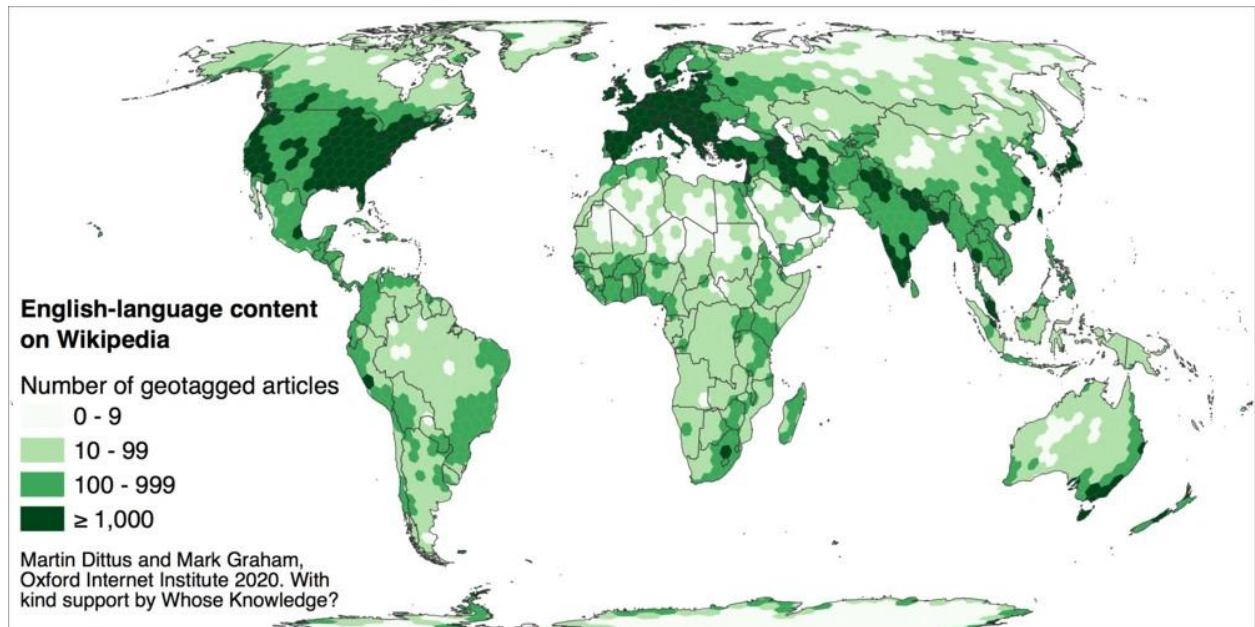 English-language content
on Wikipedia
Number of geotagged articles
0 - 9
10 - 99
100 - 999
≥ 1,000
Martin Dittus and Mark Graham,
Oxford Internet Institute 2020. With
kind support by Whose Knowledge?